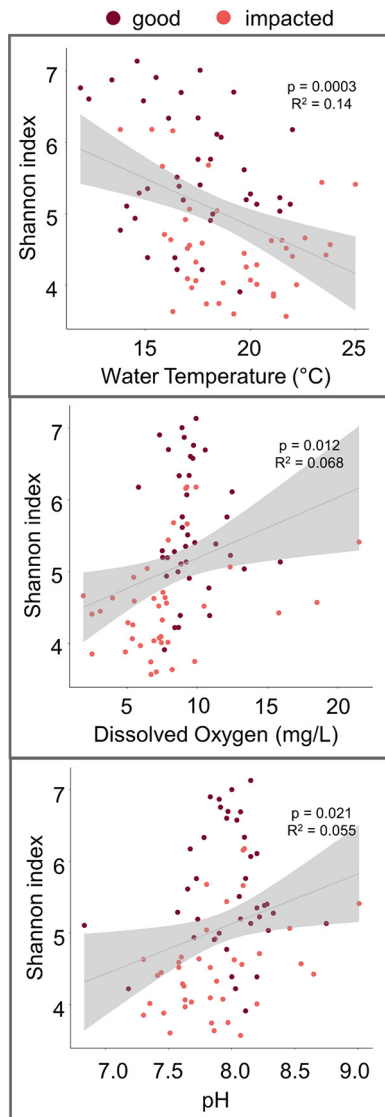 good impacted
7
6
5
4
Shannon index
p = 0.0003
R² = 0.14
15 20 25
Water Temperature (°C)
7
6
5
4
Shannon index
p = 0.012
R² = 0.068
5 10 15 20
Dissolved Oxygen (mg/L)
7
6
5
4
Shannon index
p = 0.021
R² = 0.055
7.0 7.5 8.0 8.5 9.0
pH